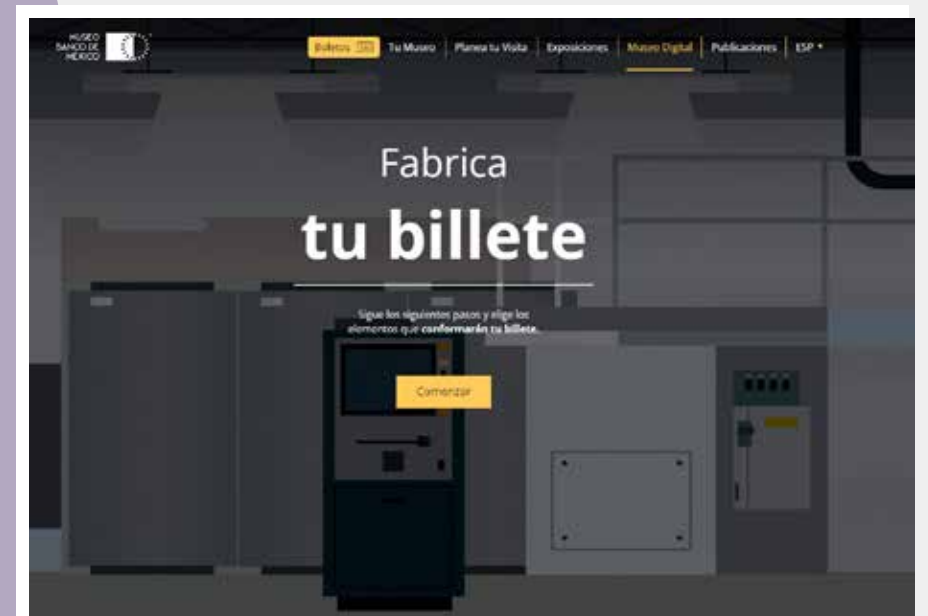 MUSEO
BANCO DE
MÉXICO
Boletos
Tu Museo
Planea tu Visita
Exposiciones
Museo Digital
Publicaciones
ESP
Fabrica
tu billete
Sigue los siguientes pasos y elige los
elementos que conformarán tu billete.
Comenzar